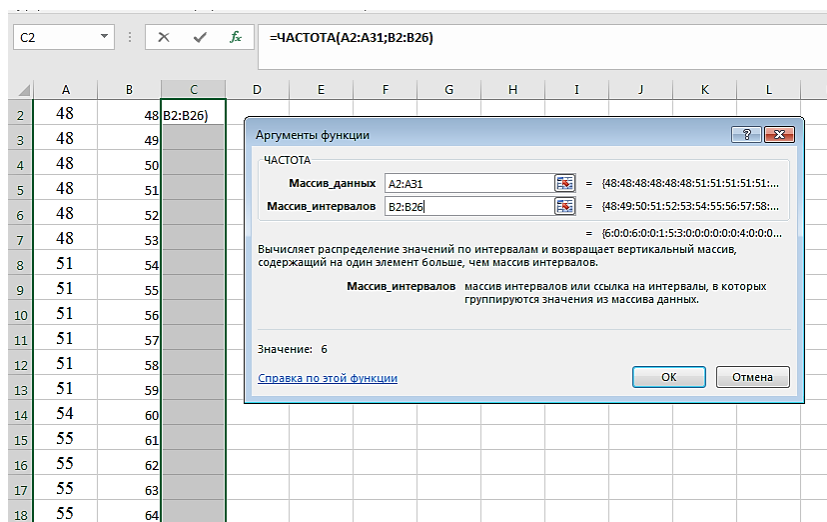 C2 fx =ЧАСТОТА(A2:A31;B2:B26)
A B C D E F G H I J K L
2 48 48 B2:B26)
3 48 49
4 48 50
5 48 51
6 48 52
7 48 53
8 51 54
9 51 55
10 51 56
11 51 57
12 51 58
13 51 59
14 54 60
15 55 61
16 55 62
17 55 63
18 55 64
Аргументы функции
ЧАСТОТА
Массив_данных A2:A31 = {48:48:48:48:48:48:51:51:51:51:51:...
Массив_интервалов B2:B26 = {48:49:50:51:52:53:54:55:56:57:58:...
= {6:0:0:6:0:0:1:5:3:0:0:0:0:0:4:0:0:0...
Вычисляет распределение значений по интервалам и возвращает вертикальный массив,
содержащий на один элемент больше, чем массив интервалов.
Массив_интервалов массив интервалов или ссылка на интервалы, в которых
группируются значения из массива данных.
Значение: 6
Справка по этой функции
ОК Отмена